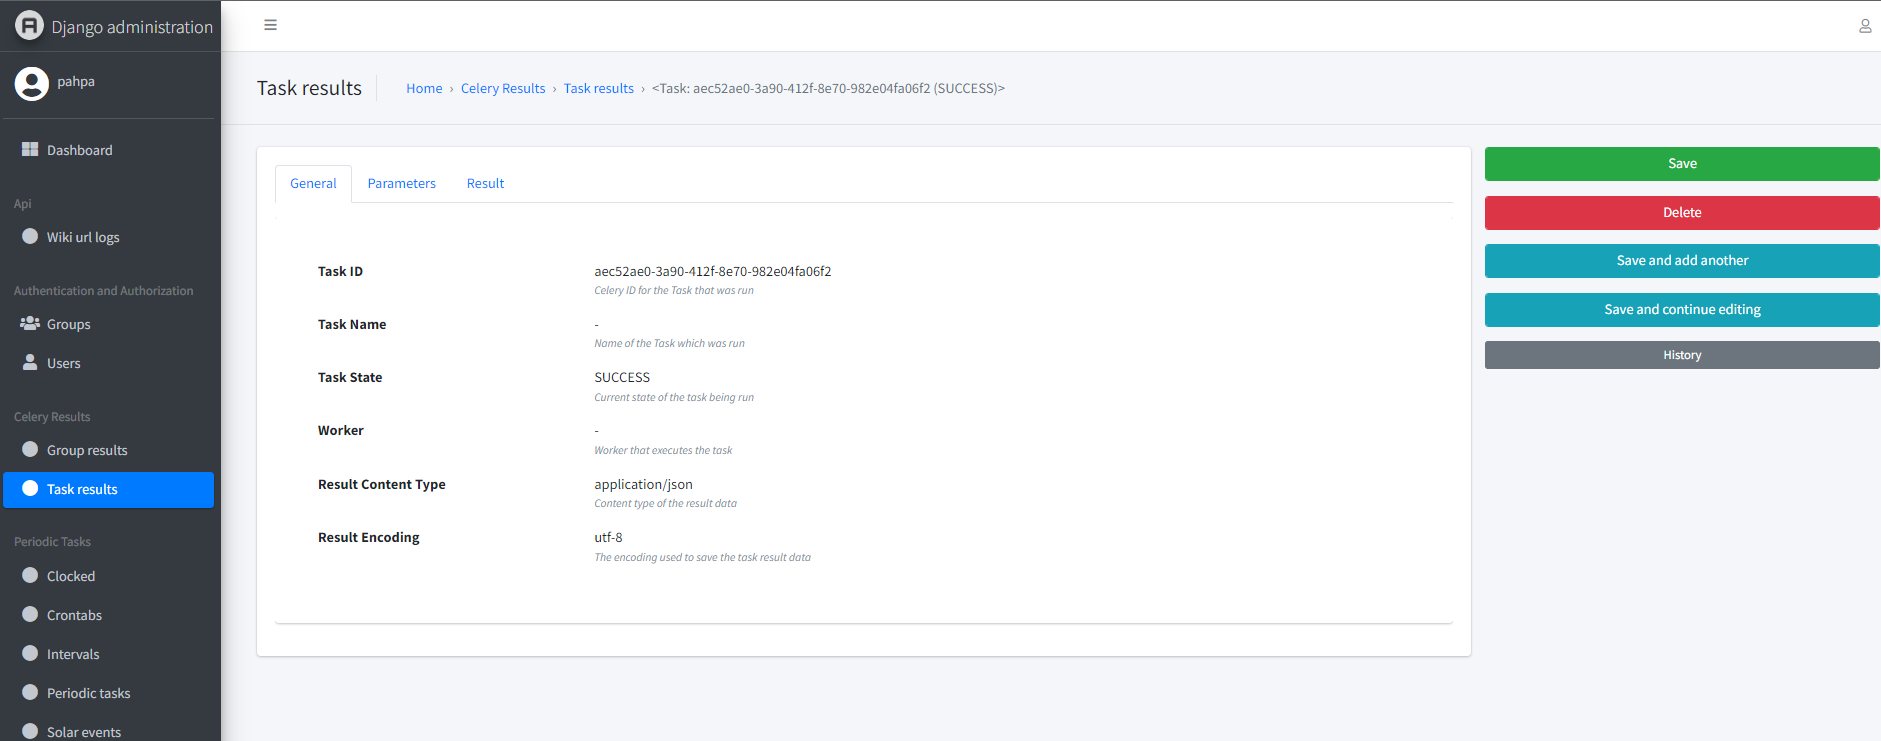 Django administration
pahpa
Dashboard
Api
Wiki url logs
Authentication and Authorization
Groups
Users
Celery Results
Group results
Task results
Periodic Tasks
Clocked
Crontabs
Intervals
Periodic tasks
Solar events
Task results
Home › Celery Results › Task results › <Task: aec52ae0-3a90-412f-8e70-982e04fa06f2 (SUCCESS)>
General Parameters Result
Task ID aec52ae0-3a90-412f-8e70-982e04fa06f2
Celery ID for the Task that was run
Task Name -
Name of the Task which was run
Task State SUCCESS
Current state of the task being run
Worker -
Worker that executes the task
Result Content Type application/json
Content type of the result data
Result Encoding utf-8
The encoding used to save the task result data
Save
Delete
Save and add another
Save and continue editing
History